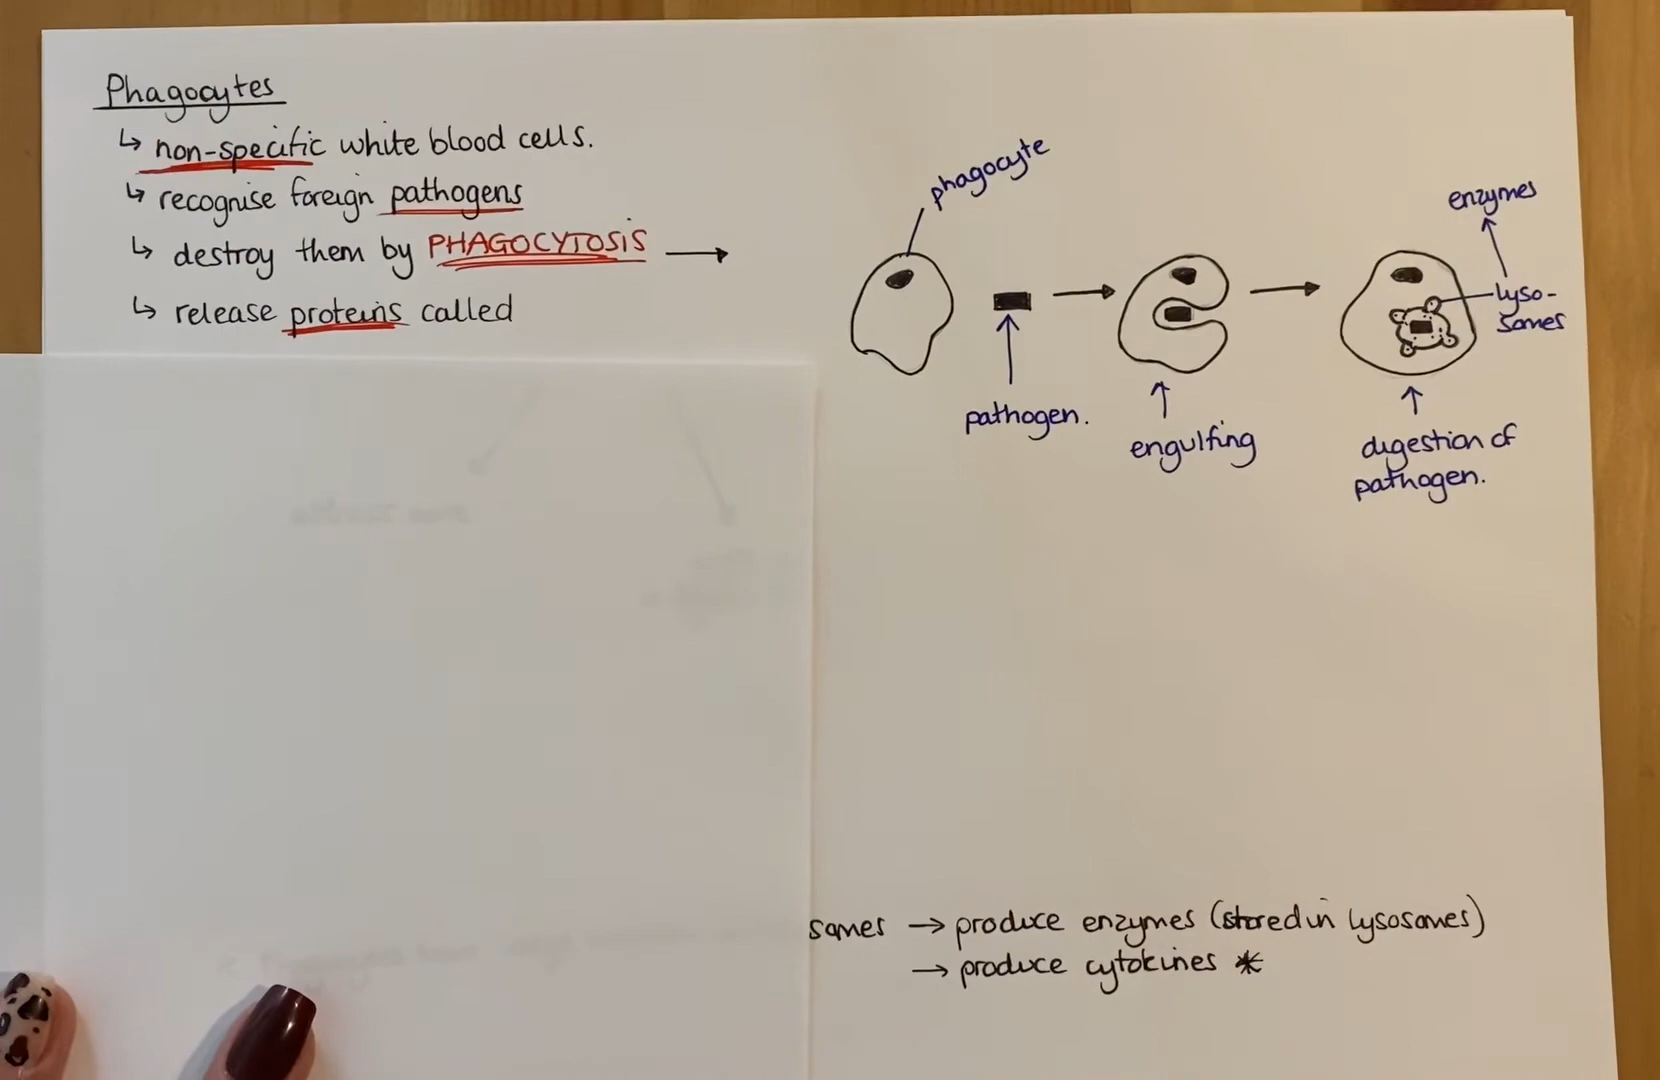 Phagocytes
↳ non-specific white blood cells.
↳ recognise foreign pathogens
↳ destroy them by PHAGOCYTOSIS →
↳ release proteins called
phagocyte
pathogen.
engulfing
enzymes
lyso-
somes
digestion of
pathogen.
somes → produce enzymes (stored in lysosomes)
→ produce cytokines *